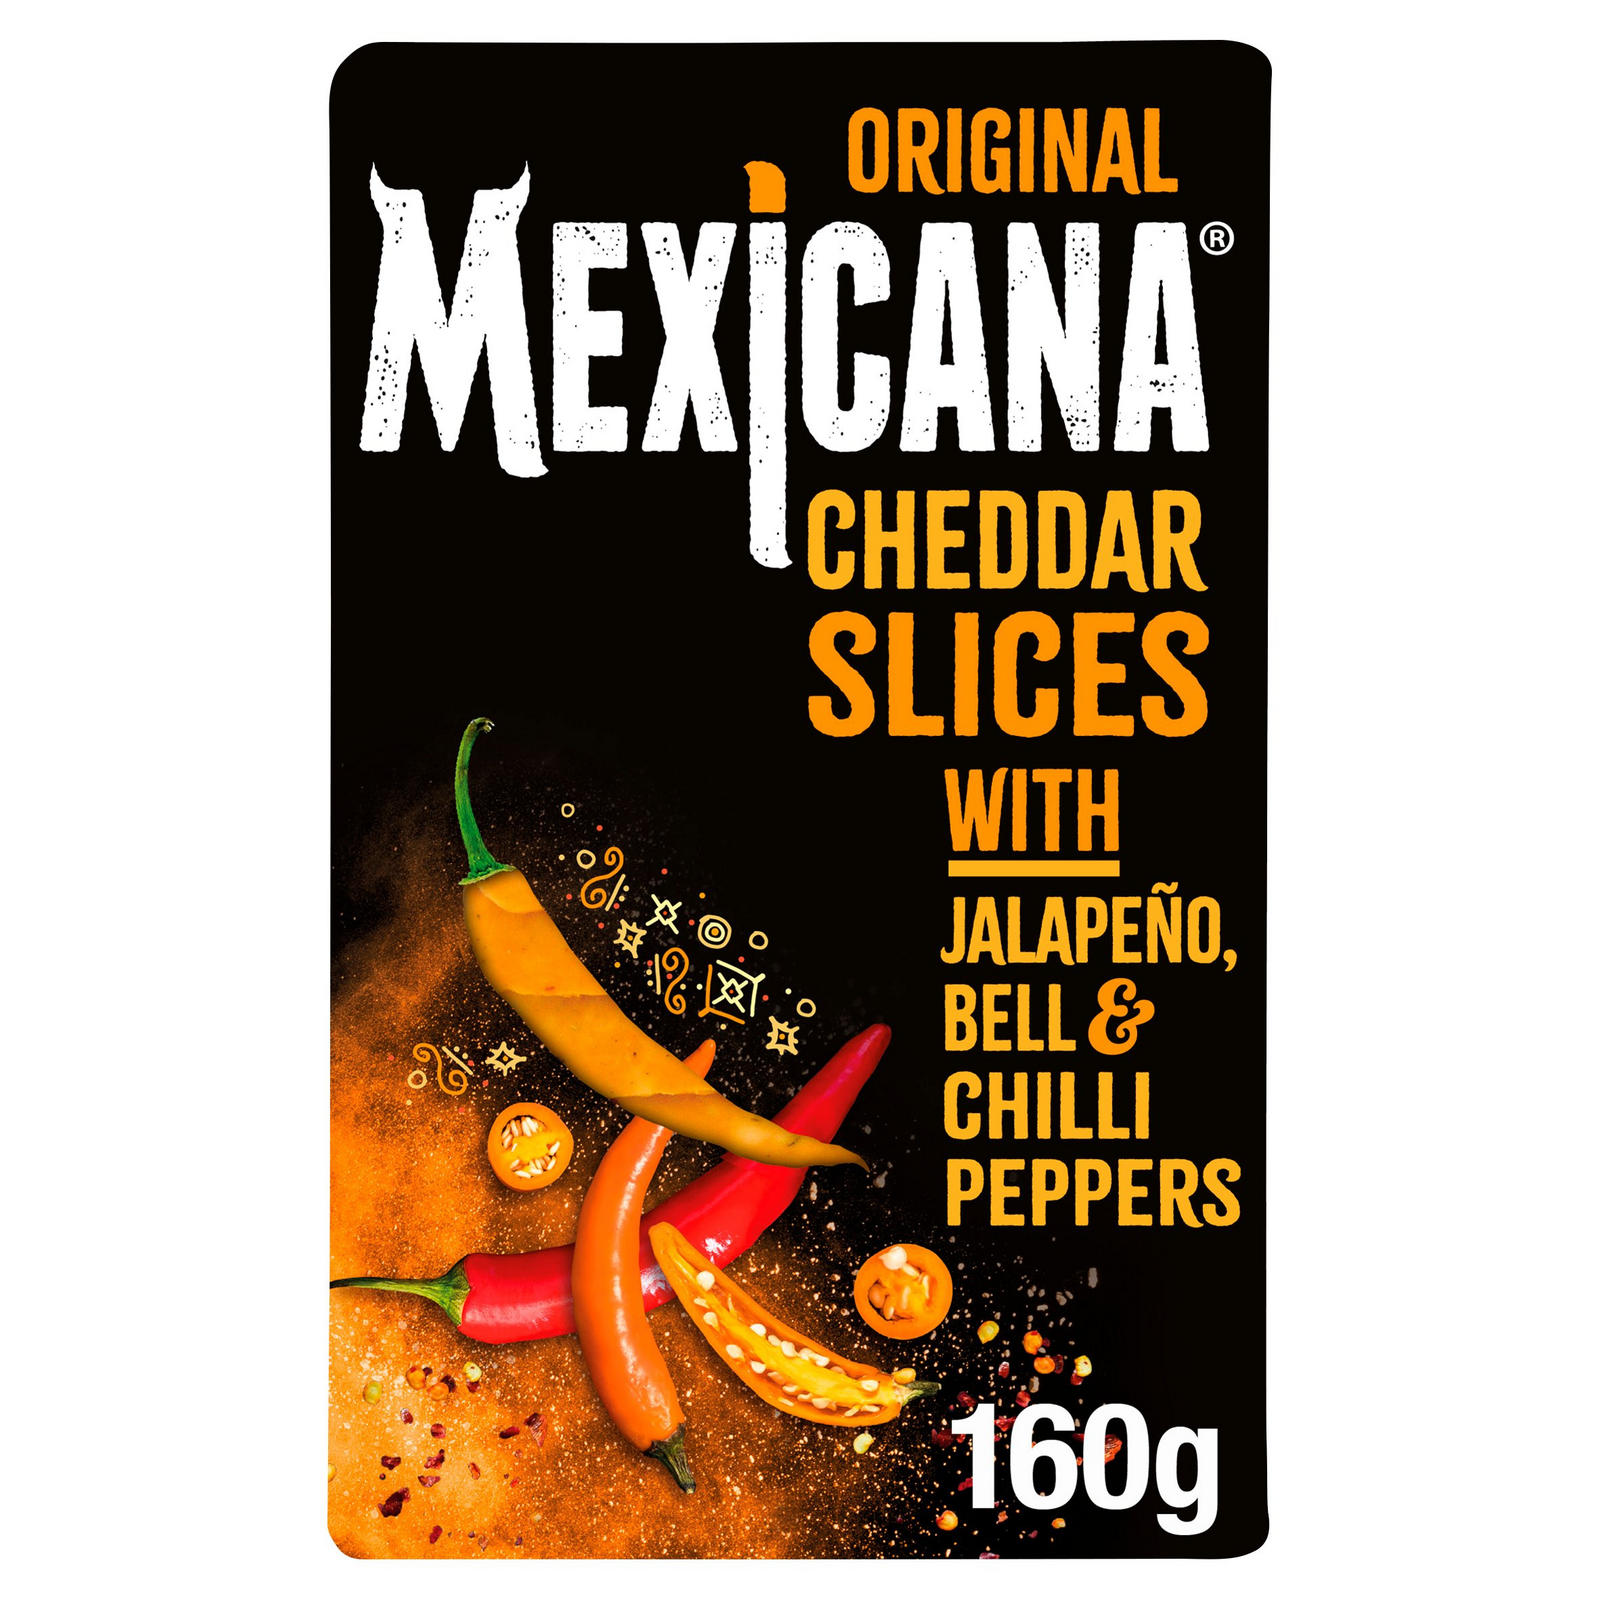 ORIGINAL
MEXICANA®
CHEDDAR
SLICES
WITH
JALAPEÑO,
BELL &
CHILLI
PEPPERS
160g